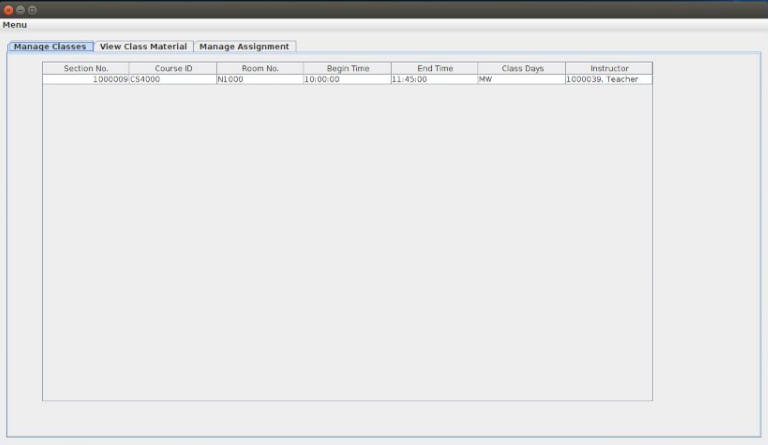 Menu
Manage Classes View Class Material Manage Assignment
Section No. Course ID Room No. Begin Time End Time Class Days Instructor
1000009 CS4000 N1000 10:00:00 11:45:00 MW 1000039, Teacher